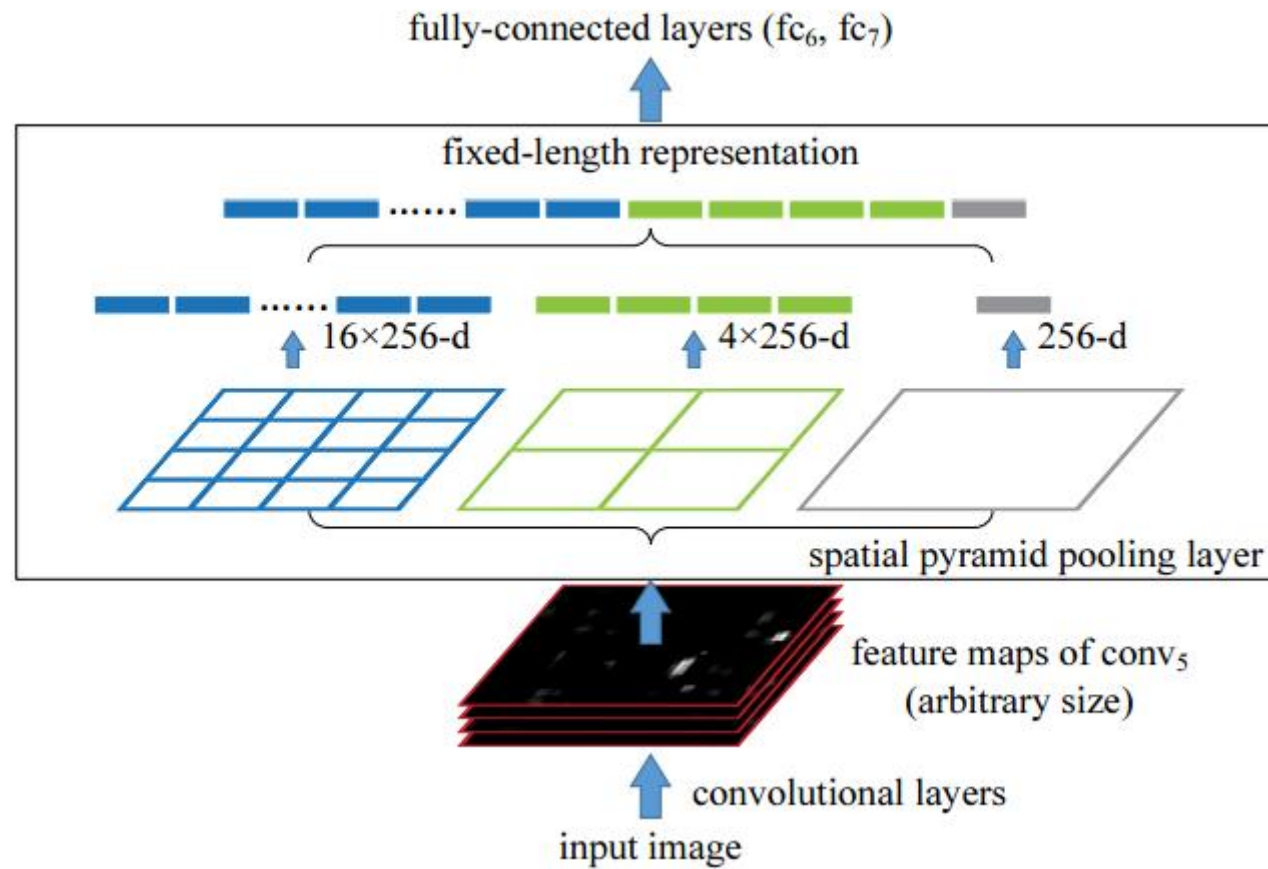 fully-connected layers (fc₆, fc₇)
fixed-length representation
……
……
16×256-d
4×256-d
256-d
spatial pyramid pooling layer
feature maps of conv₅
(arbitrary size)
convolutional layers
input image